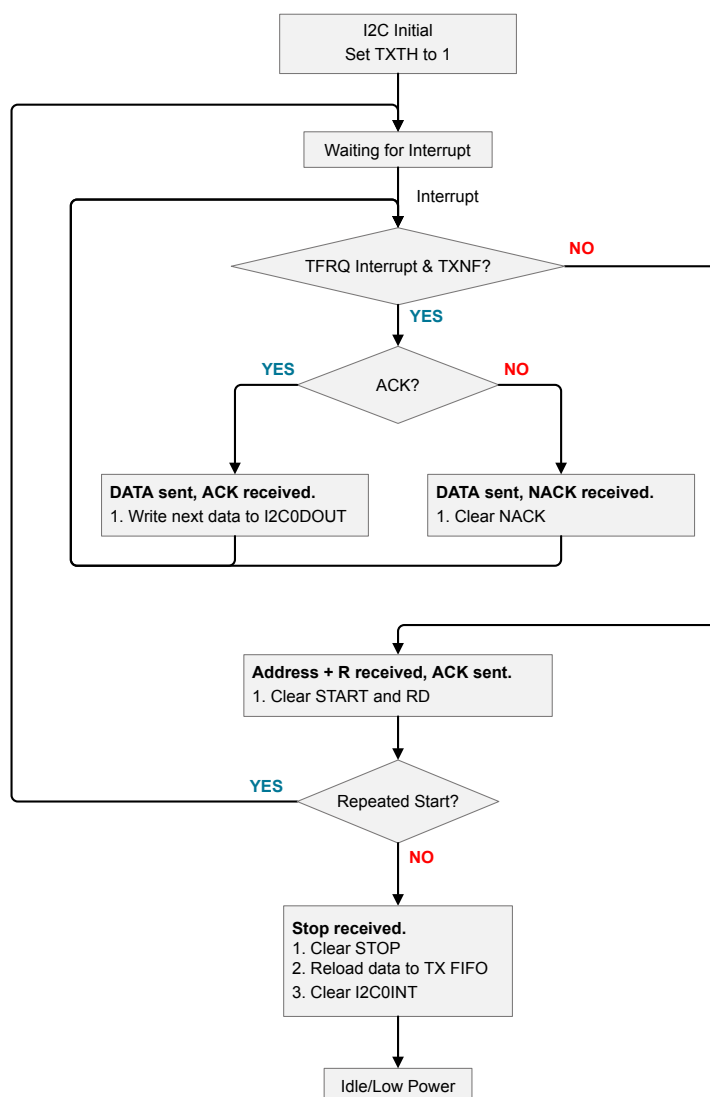 I2C Initial
Set TXTH to 1
Waiting for Interrupt
Interrupt
TFRQ Interrupt & TXNF?
NO
YES
YES
ACK?
NO
DATA sent, ACK received.
1. Write next data to I2C0DOUT
DATA sent, NACK received.
1. Clear NACK
Address + R received, ACK sent.
1. Clear START and RD
YES
Repeated Start?
NO
Stop received.
1. Clear STOP
2. Reload data to TX FIFO
3. Clear I2C0INT
Idle/Low Power